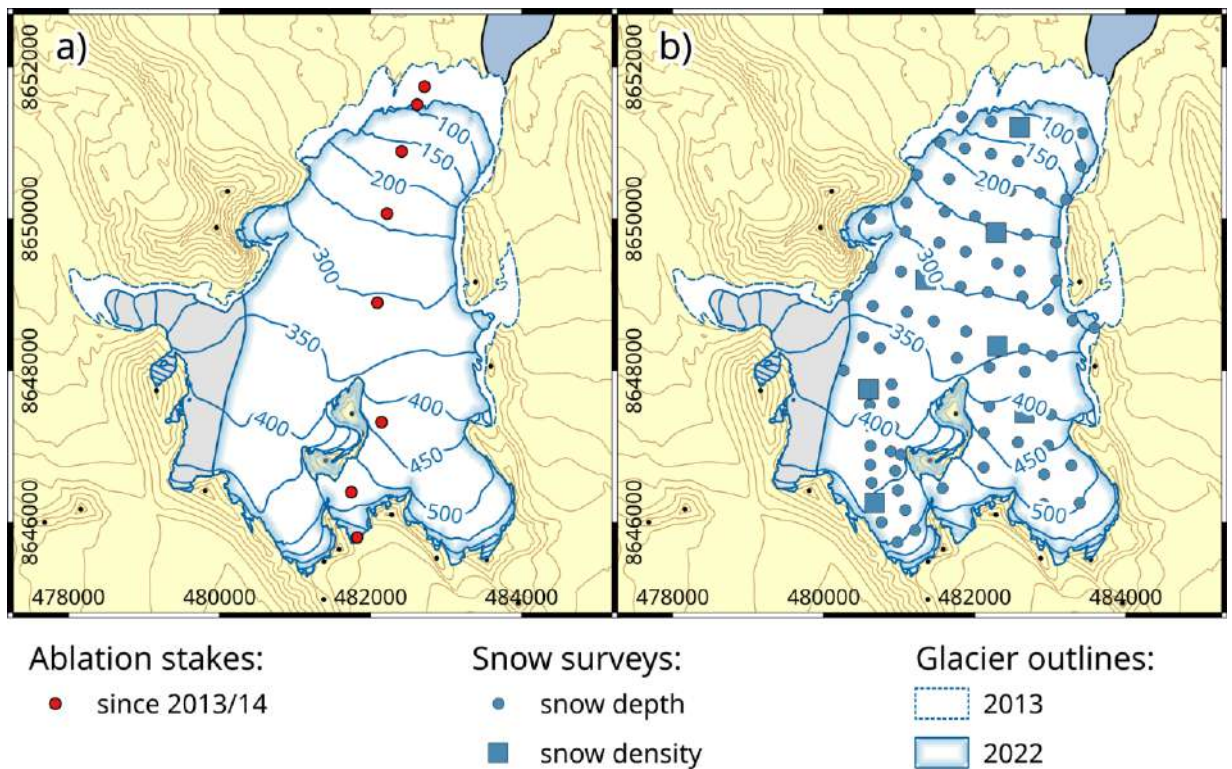 a)
b)
8652000
8650000
8648000
8646000
478000 480000 482000 484000
100
150
200
300
350
400
400
450
500
8652000
8650000
8648000
8646000
478000 480000 482000 484000
100
150
200
300
350
400
400
450
500
Ablation stakes:
since 2013/14
Snow surveys:
snow depth
snow density
Glacier outlines:
2013
2022